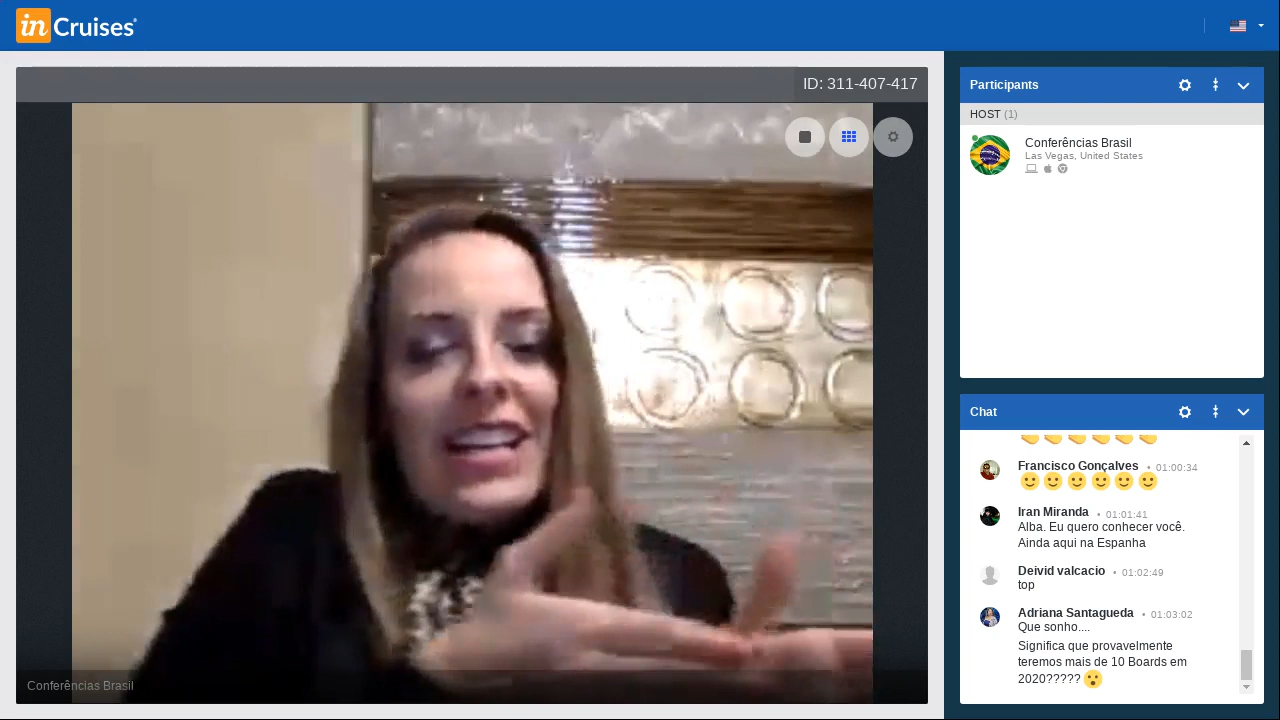 in Cruises®
ID: 311-407-417
Conferências Brasil
Participants
HOST (1)
Conferências Brasil
Las Vegas, United States
Chat
Francisco Gonçalves • 01:00:34
Iran Miranda • 01:01:41
Alba. Eu quero conhecer você.
Ainda aqui na Espanha
Deivid valcacio • 01:02:49
top
Adriana Santagueda • 01:03:02
Que sonho....
Significa que provavelmente
teremos mais de 10 Boards em
2020????? 😮